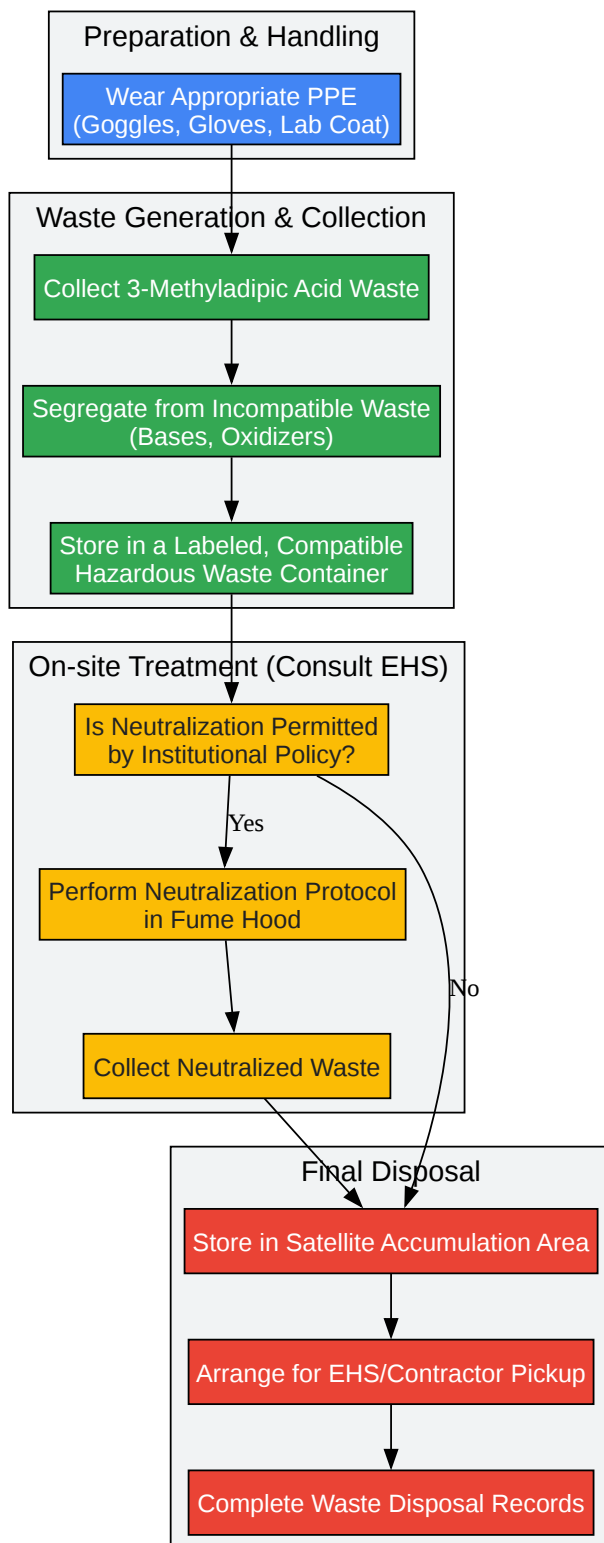 Preparation & Handling
Wear Appropriate PPE
(Goggles, Gloves, Lab Coat)
Waste Generation & Collection
Collect 3-Methyladipic Acid Waste
Segregate from Incompatible Waste
(Bases, Oxidizers)
Store in a Labeled, Compatible
Hazardous Waste Container
On-site Treatment (Consult EHS)
Is Neutralization Permitted
by Institutional Policy?
Yes
Perform Neutralization Protocol
in Fume Hood
No
Collect Neutralized Waste
Final Disposal
Store in Satellite Accumulation Area
Arrange for EHS/Contractor Pickup
Complete Waste Disposal Records